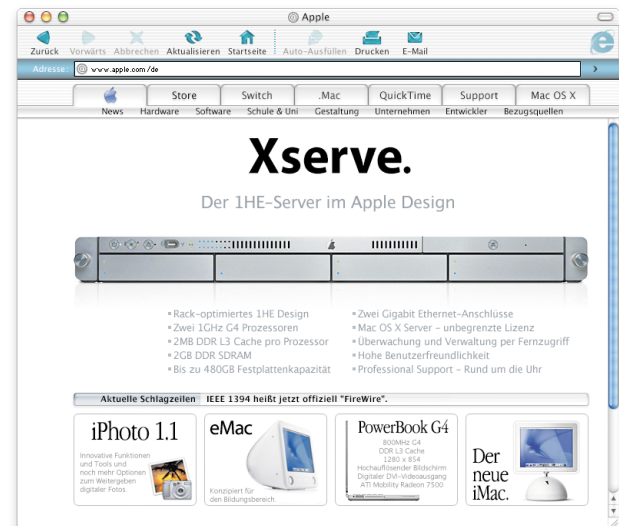 Apple
Zurück Vorwärts Abbrechen Aktualisieren Startseite Auto-Ausfüllen Drucken E-Mail
Adresse: www.apple.com/de
Store Switch .Mac QuickTime Support Mac OS X
News Hardware Software Schule & Uni Gestaltung Unternehmen Entwickler Bezugsquellen
Xserve.
Der 1HE-Server im Apple Design
Rack-optimiertes 1HE Design
Zwei 1GHz G4 Prozessoren
2MB DDR L3 Cache pro Prozessor
2GB DDR SDRAM
Bis zu 480GB Festplattenkapazität
Zwei Gigabit Ethernet-Anschlüsse
Mac OS X Server - unbegrenzte Lizenz
Überwachung und Verwaltung per Fernzugriff
Hohe Benutzerfreundlichkeit
Professional Support - Rund um die Uhr
Aktuelle Schlagzeilen IEEE 1394 heißt jetzt offiziell "FireWire".
iPhoto 1.1
Innovative Funktionen
und Tools und
noch mehr Optionen
zum Weitergeben
digitaler Fotos.
eMac
Konzipiert für
den Bildungsbereich.
PowerBook G4
800MHz G4
DDR L3 Cache
1280 x 854
Hochauflösender Bildschirm
Digitaler DVI-Videoausgang
ATI Mobility Radeon 7500
Der
neue
iMac.